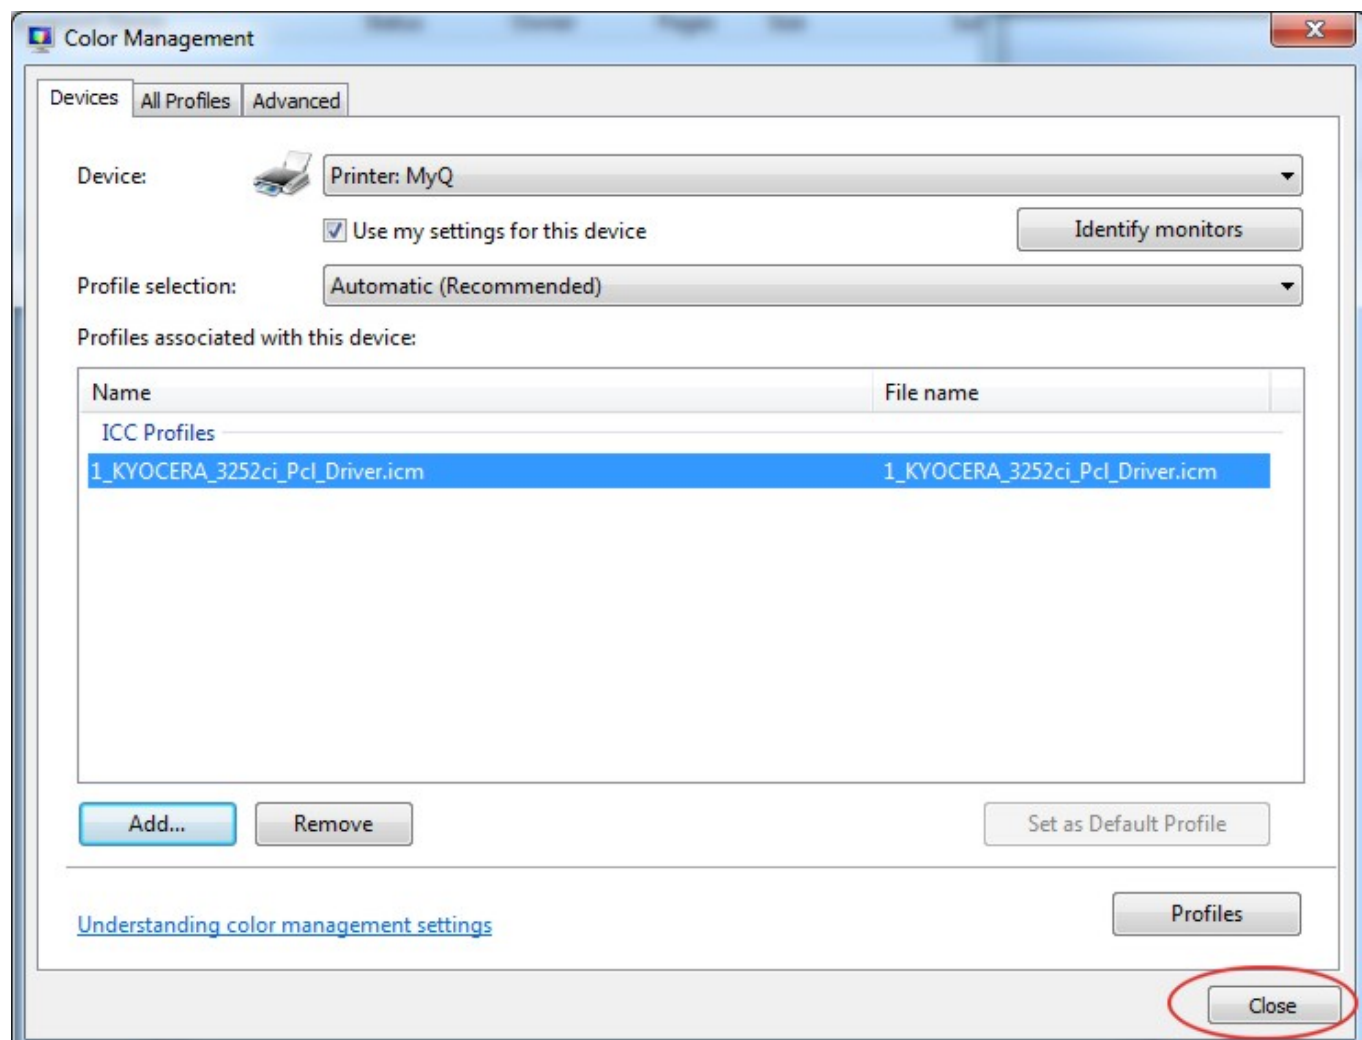 Color Management
Devices All Profiles Advanced
Device: Printer: MyQ
Use my settings for this device Identify monitors
Profile selection: Automatic (Recommended)
Profiles associated with this device:
Name File name
ICC Profiles
1_KYOCERA_3252ci_Pcl_Driver.icm 1_KYOCERA_3252ci_Pcl_Driver.icm
Add... Remove Set as Default Profile
Understanding color management settings Profiles
Close